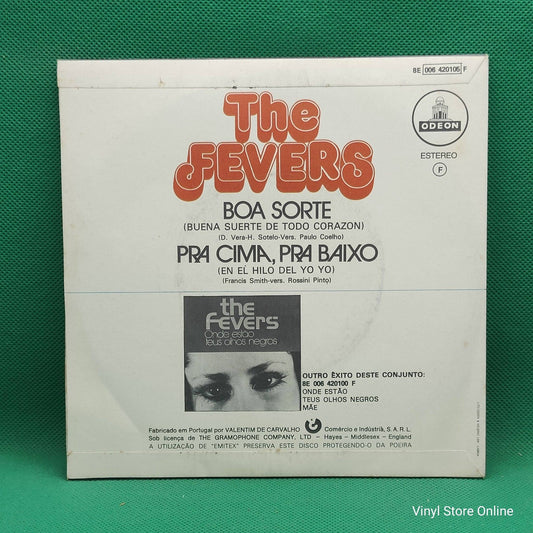 8E 006 420105 F
The
FEVERS
ODEON
ESTEREO
F
BOA SORTE
(BUENA SUERTE DE TODO CORAZON)
(D. Vera-H. Sotelo-Vers. Paulo Coelho)
PRA CIMA, PRA BAIXO
(EN EL HILO DEL YO YO)
(Francis Smith-vers. Rossini Pinto)
the
fevers
Onde estão
teus olhos negros
OUTRO ÊXITO DESTE CONJUNTO:
8E 006 420100 F
ONDE ESTÃO
TEUS OLHOS NEGROS
MÃE
Fabricado em Portugal por VALENTIM DE CARVALHO Comércio e Indústria, S.A.R.L.
Sob licença de THE GRAMOPHONE COMPANY, LTD – Hayes – Middlesex – England
A UTILIZAÇÃO DE "EMITEX" PRESERVA ESTE DISCO PROTEGENDO-O DA POEIRA
Vinyl Store Online